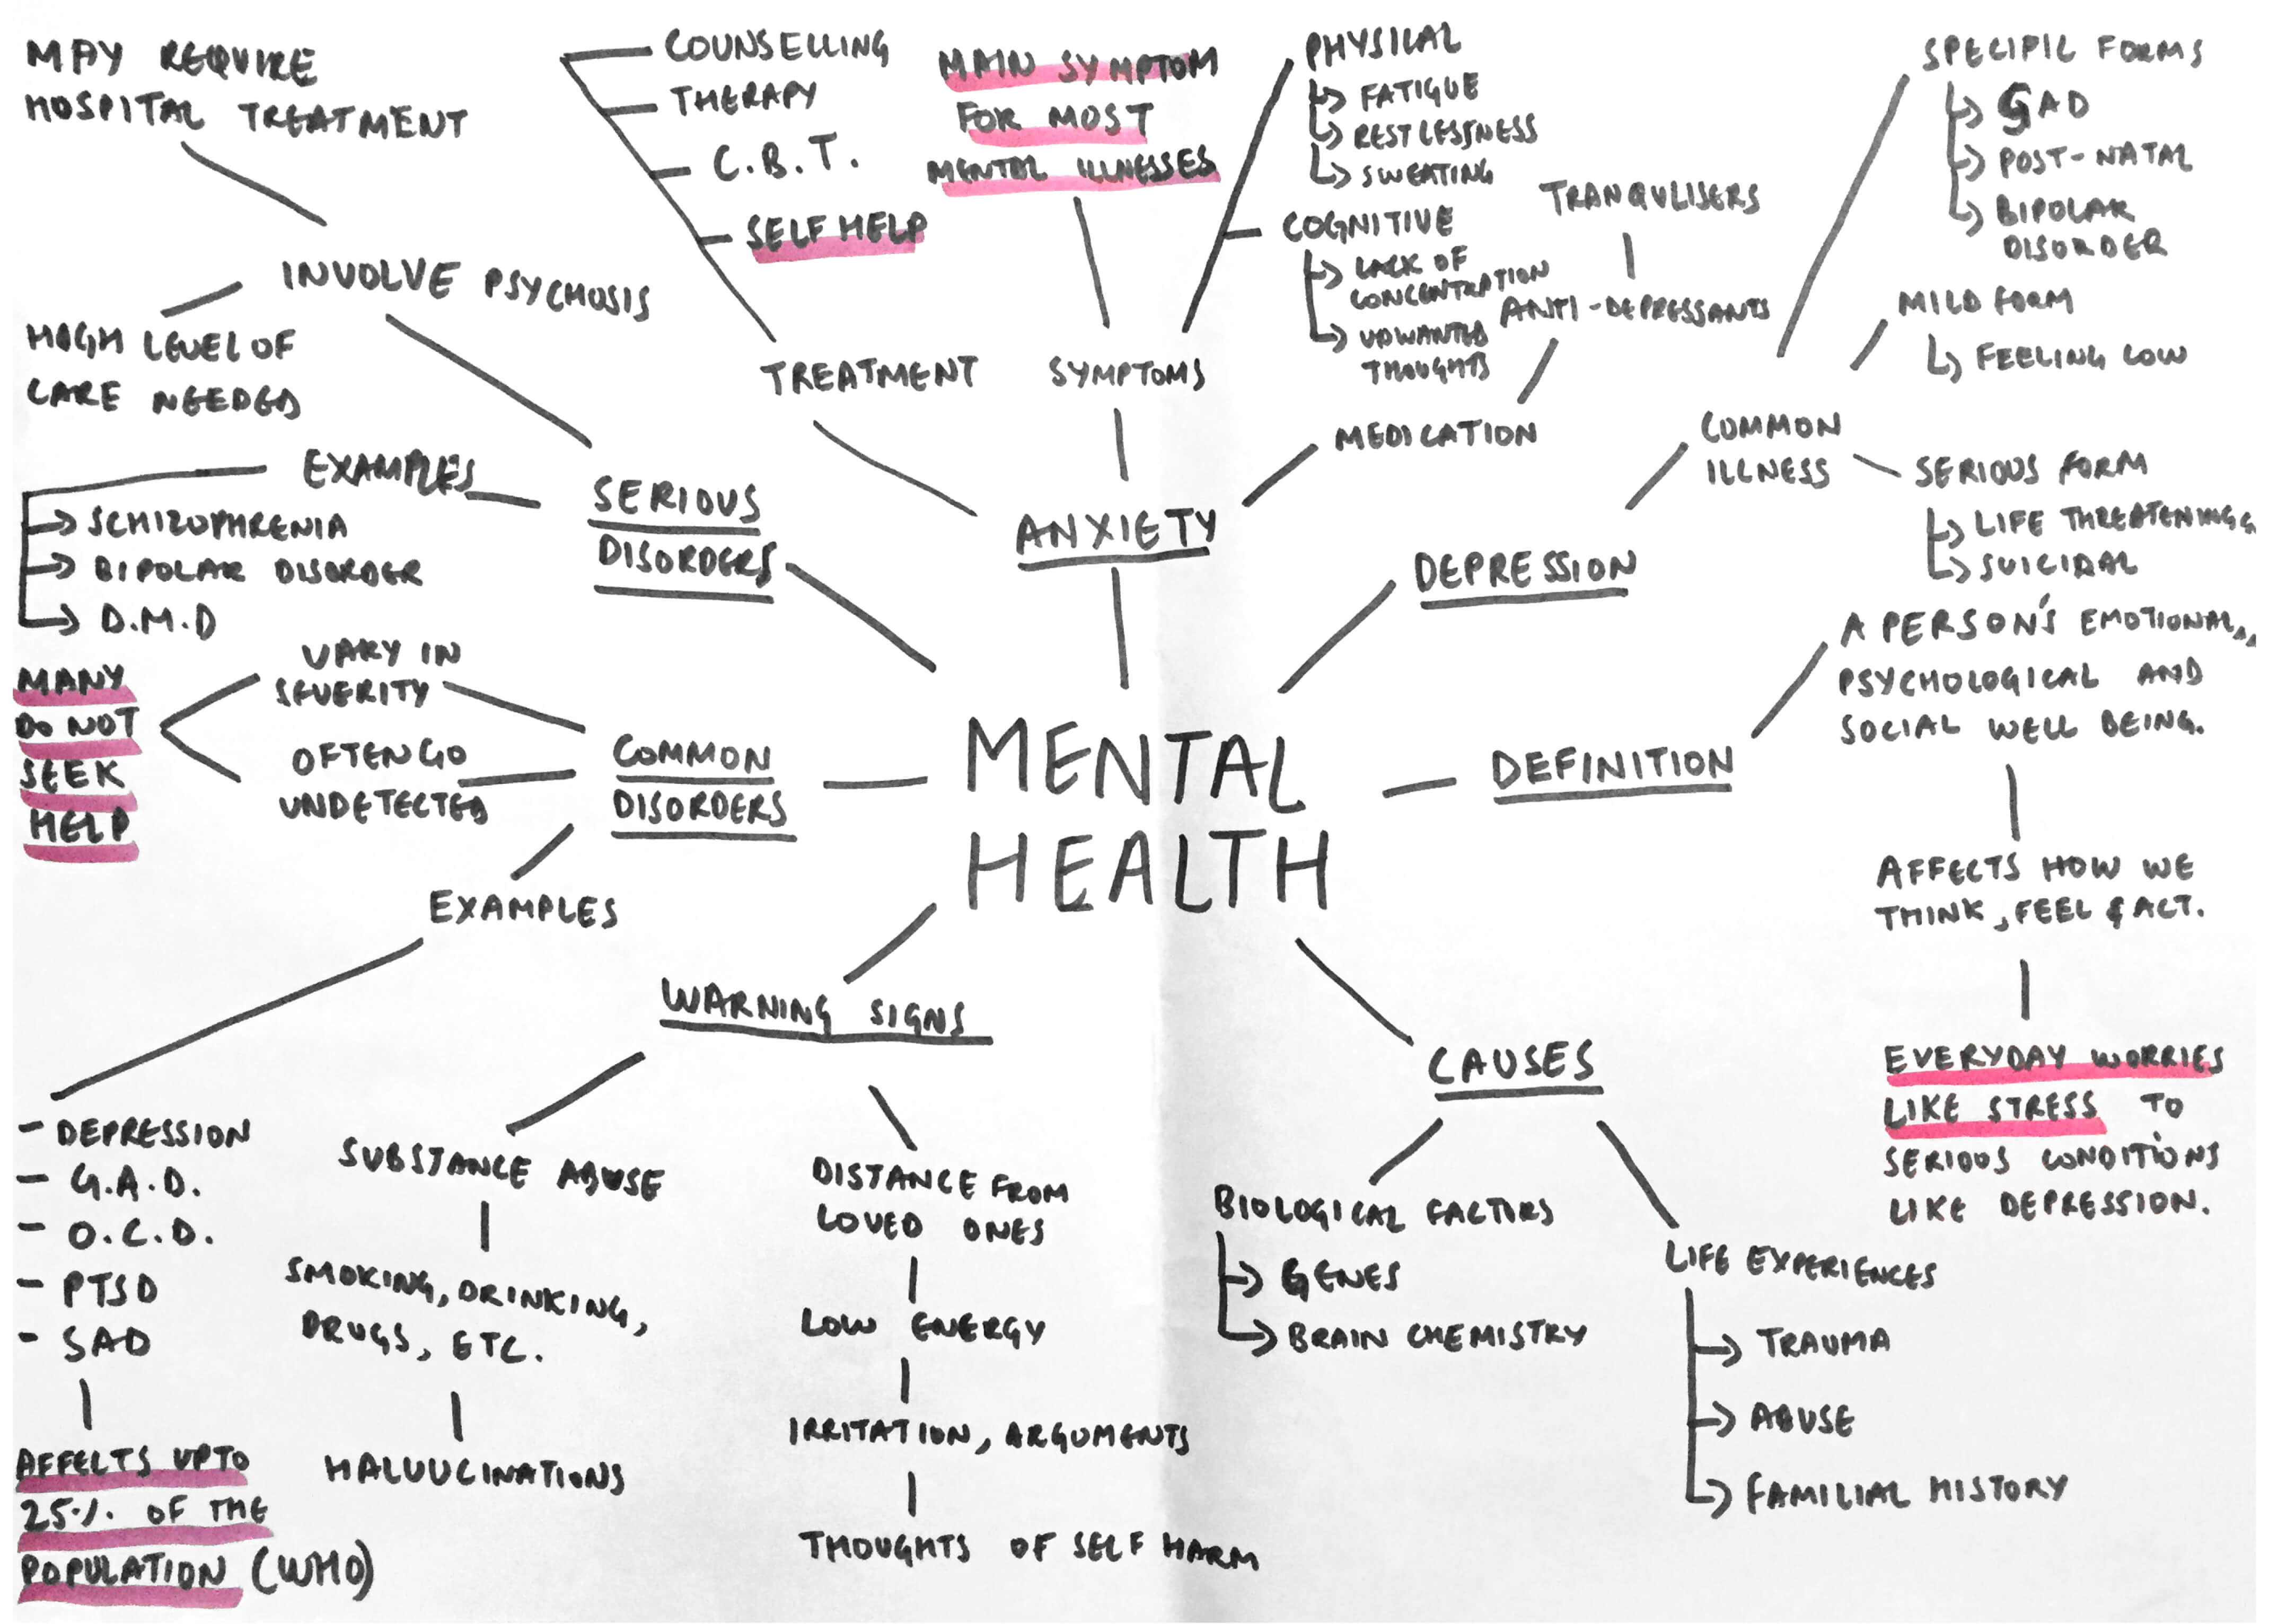 MAY REQUIRE
HOSPITAL TREATMENT
INVOLVE PSYCHOSIS
HIGH LEVEL OF
CARE NEEDED
EXAMPLES
SCHIZOPHRENIA
BIPOLAR DISORDER
D.M.D
SERIOUS
DISORDERS
COUNSELLING
THERAPY
C.B.T.
SELF HELP
TREATMENT
MAIN SYMPTOM
FOR MOST
MENTAL ILLNESSES
SYMPTOMS
PHYSICAL
FATIGUE
RESTLESSNESS
SWEATING
COGNITIVE
LACK OF
CONCENTRATION
UNWANTED
THOUGHTS
TRANQULISERS
ANTI-DEPRESSANTS
MEDICATION
ANXIETY
SPECIFIC FORMS
GAD
POST-NATAL
BIPOLAR
DISORDER
MILD FORM
FEELING LOW
COMMON
ILLNESS
SERIOUS FORM
LIFE THREATENING
SUICIDAL
DEPRESSION
A PERSON'S EMOTIONAL,
PSYCHOLOGICAL AND
SOCIAL WELL BEING.
DEFINITION
AFFECTS HOW WE
THINK, FEEL & ACT.
EVERYDAY WORRIES
LIKE STRESS TO
SERIOUS CONDITIONS
LIKE DEPRESSION.
MENTAL
HEALTH
MANY
DO NOT
SEEK
HELP
VARY IN
SEVERITY
OFTEN GO
UNDETECTED
COMMON
DISORDERS
EXAMPLES
- DEPRESSION
- G.A.D.
- O.C.D.
- PTSD
- SAD
AFFECTS UPTO
25% OF THE
POPULATION (WHO)
WARNING SIGNS
SUBSTANCE ABUSE
SMOKING, DRINKING,
DRUGS, ETC.
HALUUCINATIONS
DISTANCE FROM
LOVED ONES
LOW ENERGY
IRRITATION, ARGUMENTS
THOUGHTS OF SELF HARM
CAUSES
BIOLOGICAL FACTORS
GENES
BRAIN CHEMISTRY
LIFE EXPERIENCES
TRAUMA
ABUSE
FAMILIAL HISTORY